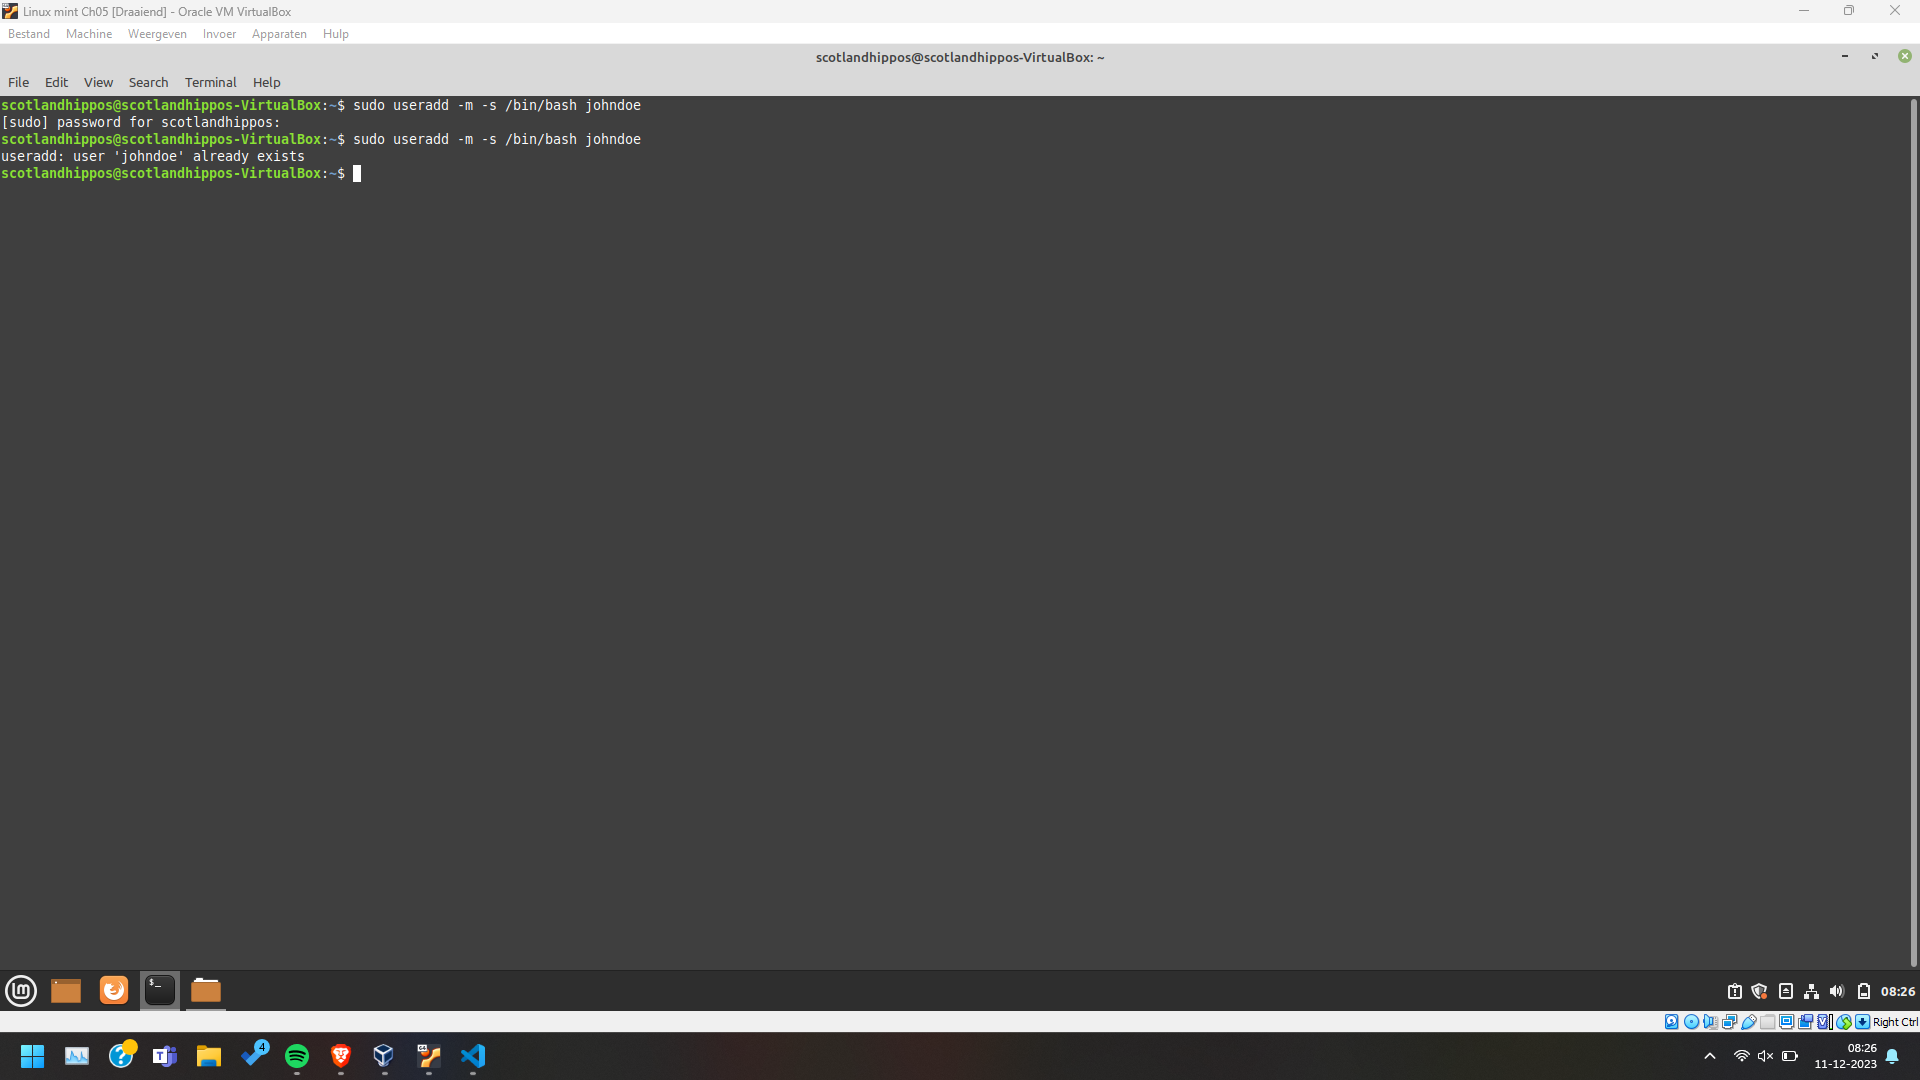 Linux mint Ch05 [Draaiend] - Oracle VM VirtualBox
Bestand Machine Weergeven Invoer Apparaten Hulp
scotlandhippos@scotlandhippos-VirtualBox: ~
File Edit View Search Terminal Help
scotlandhippos@scotlandhippos-VirtualBox:~$ sudo useradd -m -s /bin/bash johndoe
[sudo] password for scotlandhippos:
scotlandhippos@scotlandhippos-VirtualBox:~$ sudo useradd -m -s /bin/bash johndoe
useradd: user 'johndoe' already exists
scotlandhippos@scotlandhippos-VirtualBox:~$
08:26
Right Ctrl
4
08:26
11-12-2023